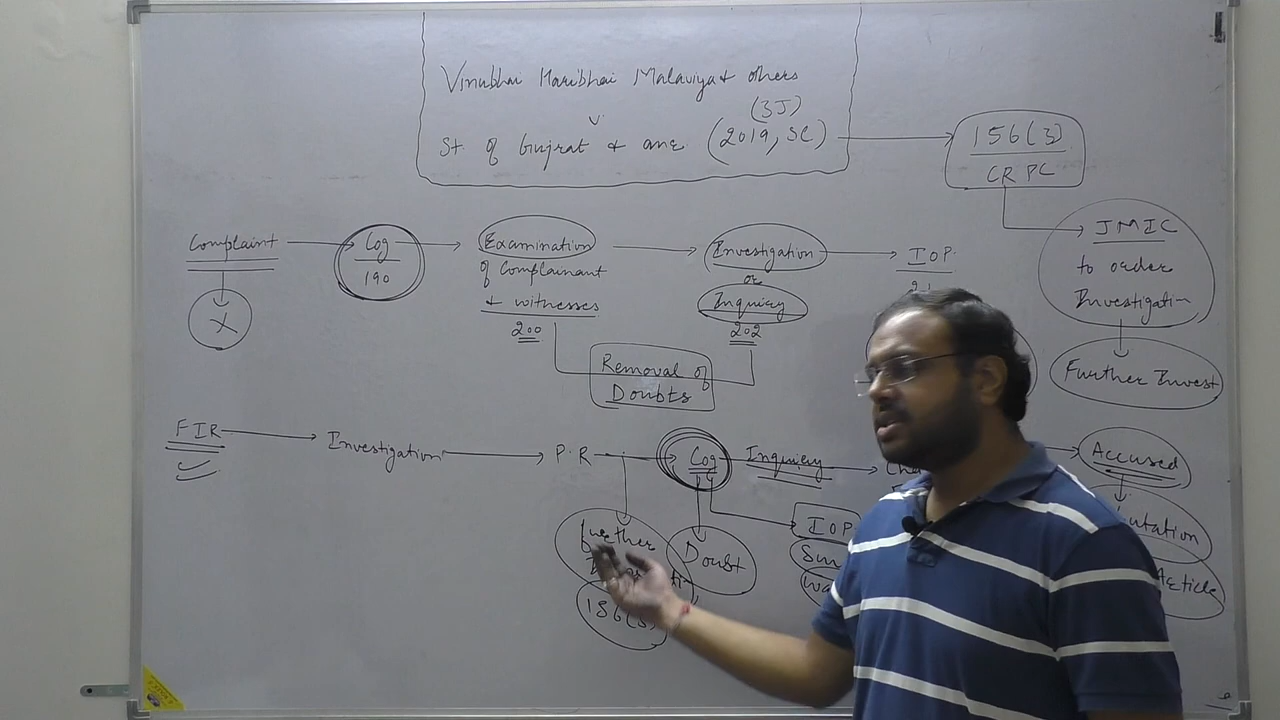 Vinubhai Haribhai Malaviya & others
v.
(3J)
St. of Gujrat & anr. (2019, SC)
156(3)
CRPC
Complaint
X
Cog
190
Examination
of Complainant
& witnesses
200
Investigation
or
Inquiry
202
Removal of
Doubts
IOP
JMIC
to order
Investigation
Further Invest
FIR
Investigation
P.R
Cog
Inquiry
Accused
further
156(3)
Doubt
IOP
Article